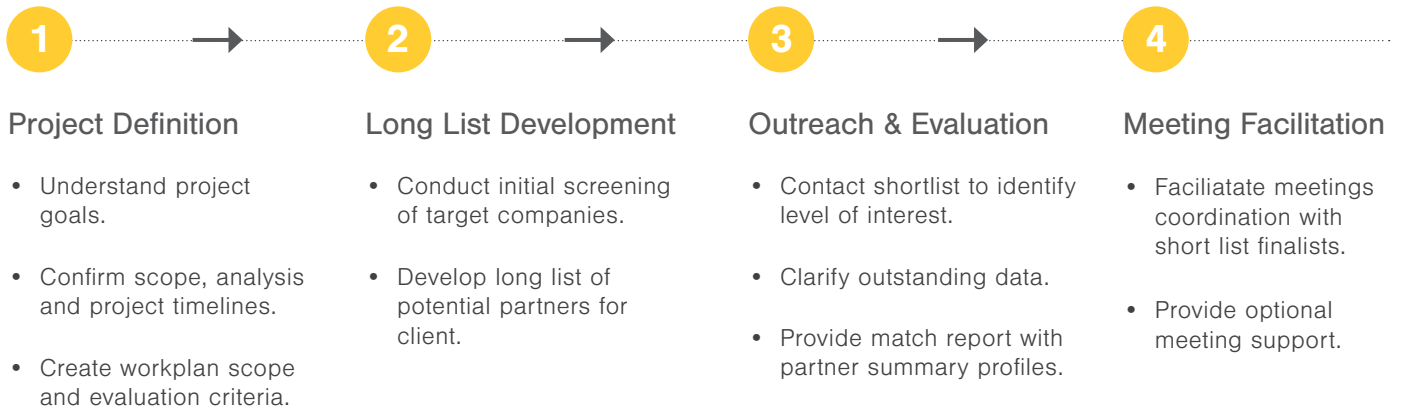 1
2
3
4
Project Definition
• Understand project
goals.
• Confirm scope, analysis
and project timelines.
• Create workplan scope
and evaluation criteria.
Long List Development
• Conduct initial screening
of target companies.
• Develop long list of
potential partners for
client.
Outreach & Evaluation
• Contact shortlist to identify
level of interest.
• Clarify outstanding data.
• Provide match report with
partner summary profiles.
Meeting Facilitation
• Faciliatate meetings
coordination with
short list finalists.
• Provide optional
meeting support.